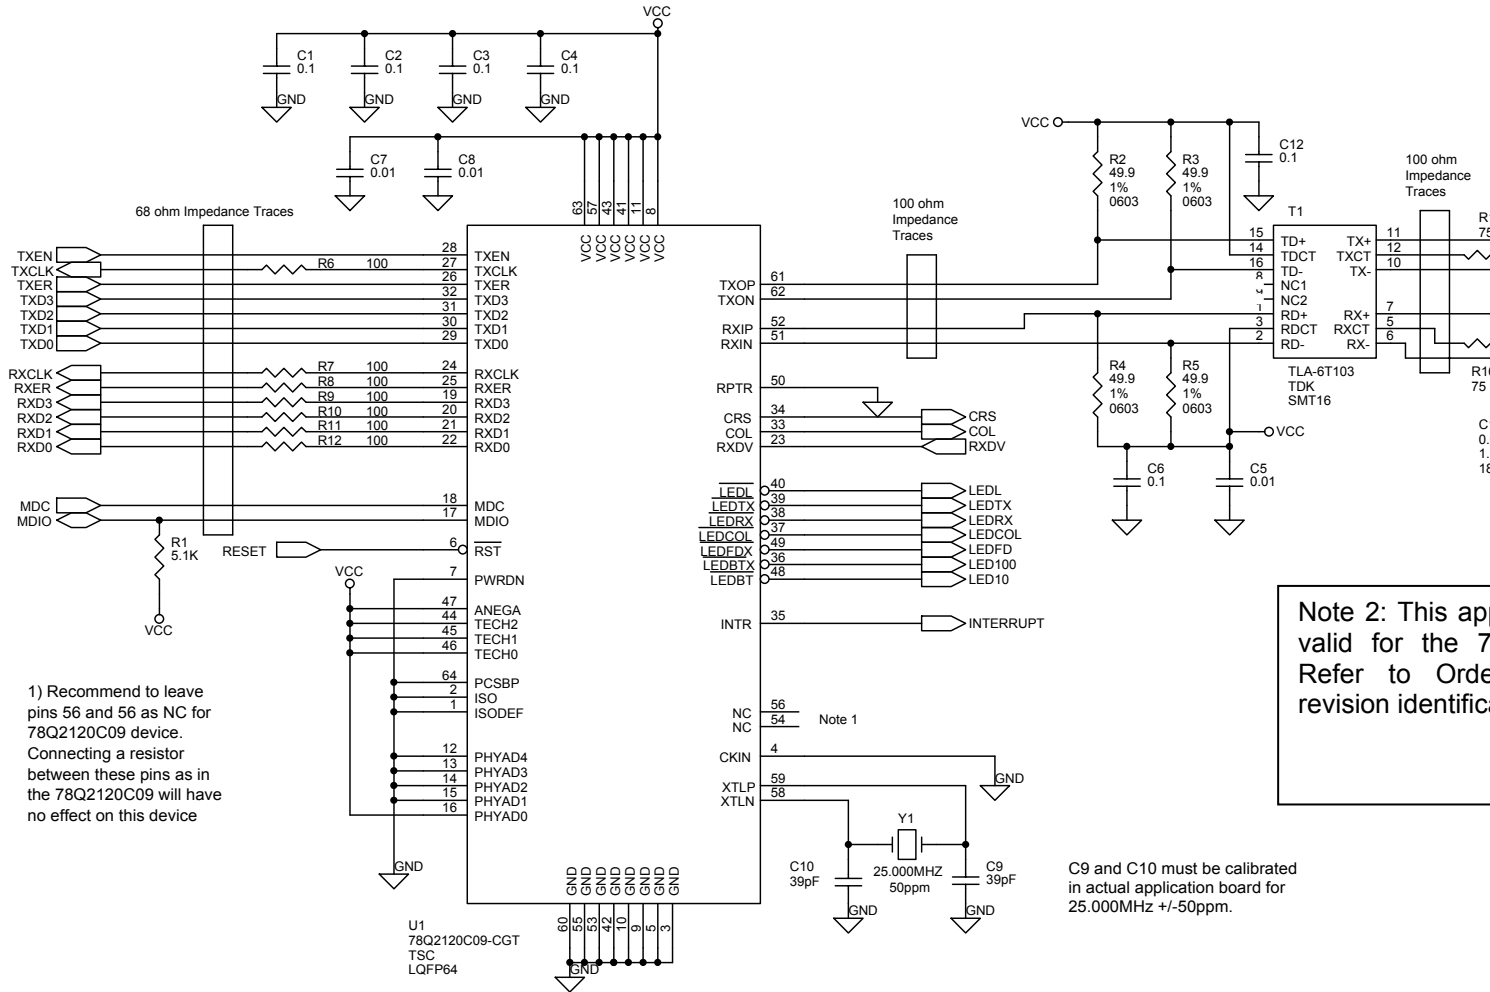 VCC
C1
0.1
C2
0.1
C3
0.1
C4
0.1
GND
GND
GND
GND
C7
0.01
C8
0.01
68 ohm Impedance Traces
63
57
43
41
11
8
VCC
VCC
VCC
VCC
VCC
VCC
TXEN 28 TXEN
TXCLK R6 100 27 TXCLK
TXER 26 TXER
TXD3 32 TXD3
TXD2 31 TXD2
TXD1 30 TXD1
TXD0 29 TXD0
RXCLK R7 100 24 RXCLK
RXER R8 100 25 RXER
RXD3 R9 100 19 RXD3
RXD2 R10 100 20 RXD2
RXD1 R11 100 21 RXD1
RXD0 R12 100 22 RXD0
MDC 18 MDC
MDIO 17 MDIO
R1
5.1K
VCC
RESET 6 RST
VCC
7 PWRDN
47 ANEGA
44 TECH2
45 TECH1
46 TECH0
64 PCSBP
2 ISO
1 ISODEF
12 PHYAD4
13 PHYAD3
14 PHYAD2
15 PHYAD1
16 PHYAD0
GND
1) Recommend to leave
pins 56 and 56 as NC for
78Q2120C09 device.
Connecting a resistor
between these pins as in
the 78Q2120C09 will have
no effect on this device
GND
GND
GND
GND
GND
GND
GND
GND
60
55
53
42
10
9
5
3
GND
U1
78Q2120C09-CGT
TSC
LQFP64
TXOP 61
TXON 62
RXIP 52
RXIN 51
RPTR 50
CRS 34 CRS
COL 33 COL
RXDV 23 RXDV
LEDL 40 LEDL
LEDTX 39 LEDTX
LEDRX 38 LEDRX
LEDCOL 37 LEDCOL
LEDFDX 49 LEDFD
LEDBTX 36 LED100
LEDBT 48 LED10
INTR 35 INTERRUPT
NC 56
NC 54
Note 1
CKIN 4
GND
XTLP 59
XTLN 58
Y1
25.000MHZ
50ppm
C10
39pF
GND
C9
39pF
GND
C9 and C10 must be calibrated
in actual application board for
25.000MHz +/-50ppm.
100 ohm
Impedance
Traces
VCC
R2
49.9
1%
0603
R3
49.9
1%
0603
C12
0.1
T1
15 TD+ TX+ 11
14 TDCT TXCT 12
16 TD- TX- 10
8 NC1
NC2
1 RD+ RX+ 7
3 RDCT RXCT 5
2 RD- RX- 6
TLA-6T103
TDK
SMT16
R4
49.9
1%
0603
R5
49.9
1%
0603
VCC
C6
0.1
C5
0.01
100 ohm
Impedance
Traces
75
R10
75
Note 2: This
valid for the
Refer to
revision